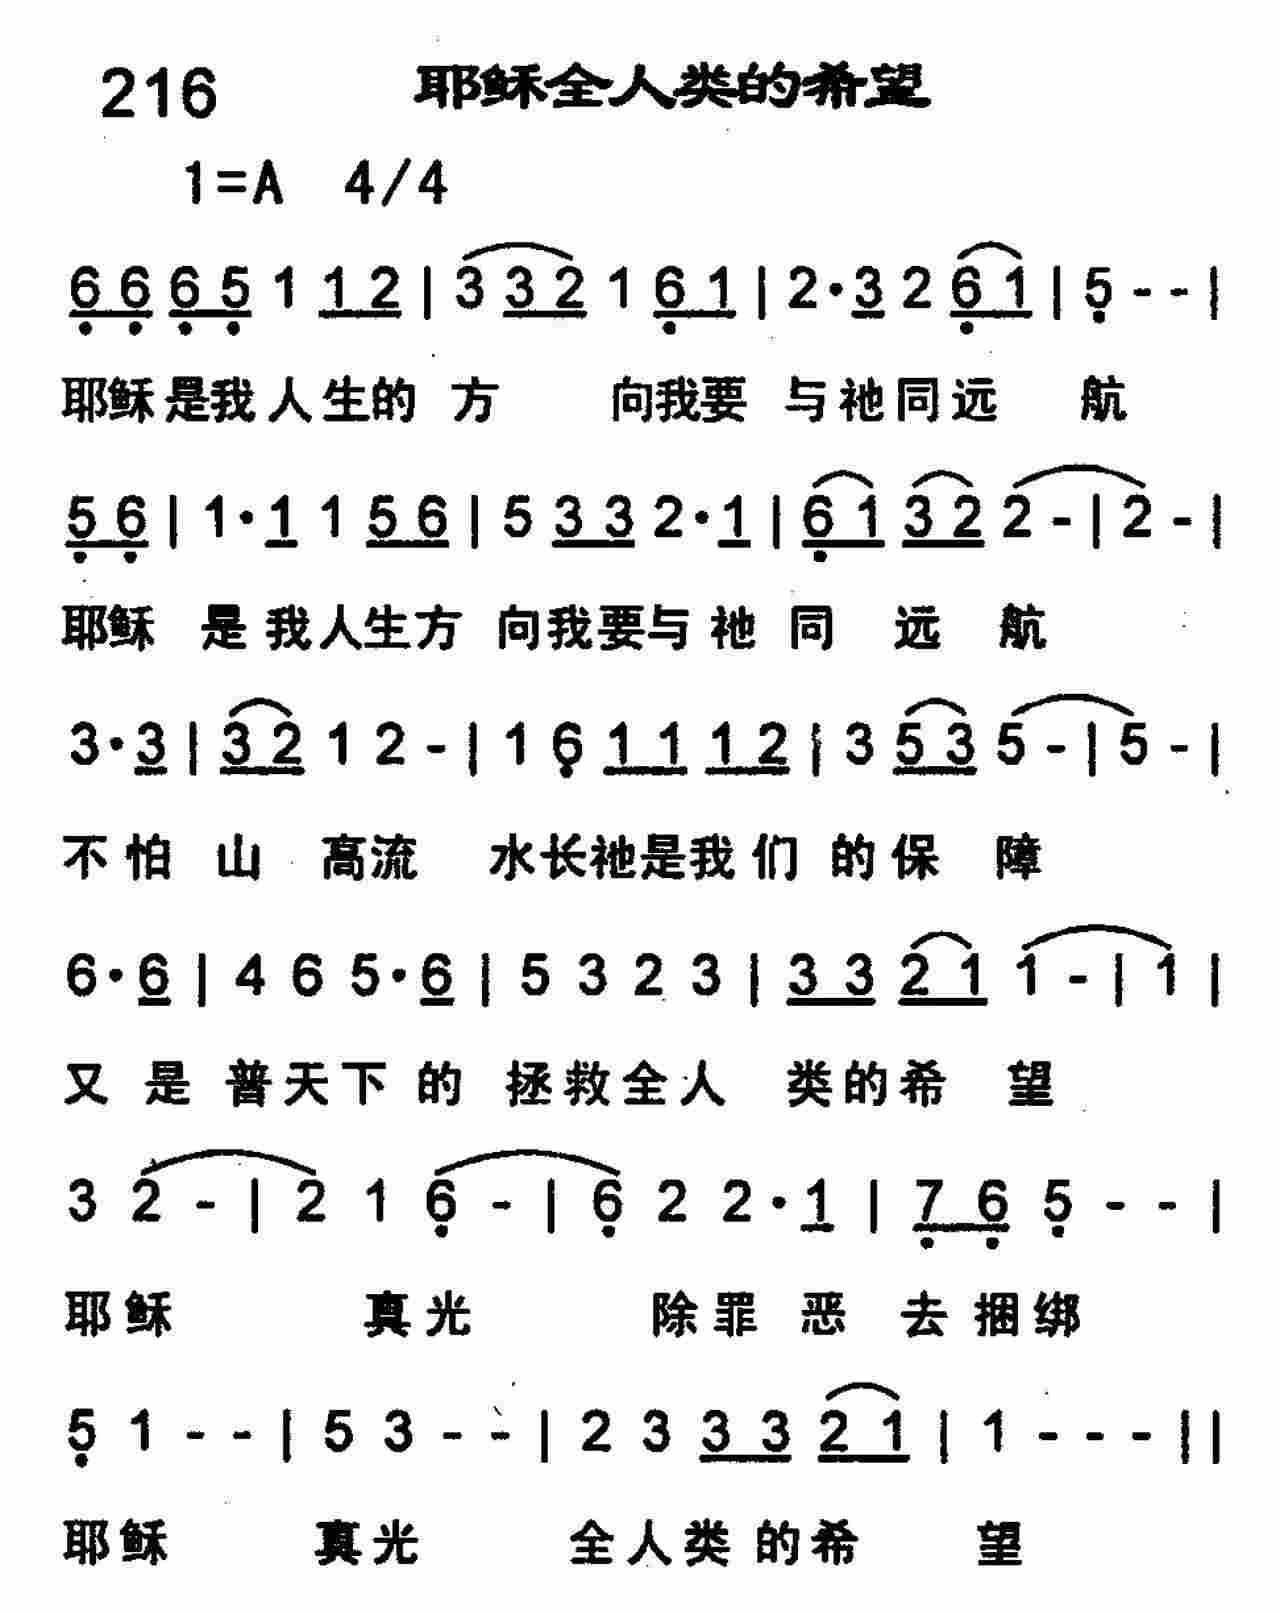 216 耶稣全人类的希望
1=A 4/4
6 6 6 5 1 1 2 | 3 3 2 1 6 1 | 2·3 2 6 1 | 5 - - |
耶稣是我人生的 方 向我要 与祂同远 航
5 6 | 1·1 1 5 6 | 5 3 3 2·1 | 6 1 3 2 2 - | 2 - |
耶稣 是 我人生方 向我要与 祂 同 远 航
3·3 | 3 2 1 2 - | 1 6 1 1 1 2 | 3 5 3 5 - | 5 - |
不 怕 山 高流 水长祂是我 们 的 保 障
6·6 | 4 6 5·6 | 5 3 2 3 | 3 3 2 1 1 - | 1 |
又 是 普天下 的 拯救全人 类的希 望
3 2 - | 2 1 6 - | 6 2 2·1 | 7 6 5 - - |
耶稣 真光 除罪 恶 去捆绑
5 1 - - | 5 3 - - | 2 3 3 3 2 1 | 1 - - - ||
耶稣 真光 全人类 的希 望